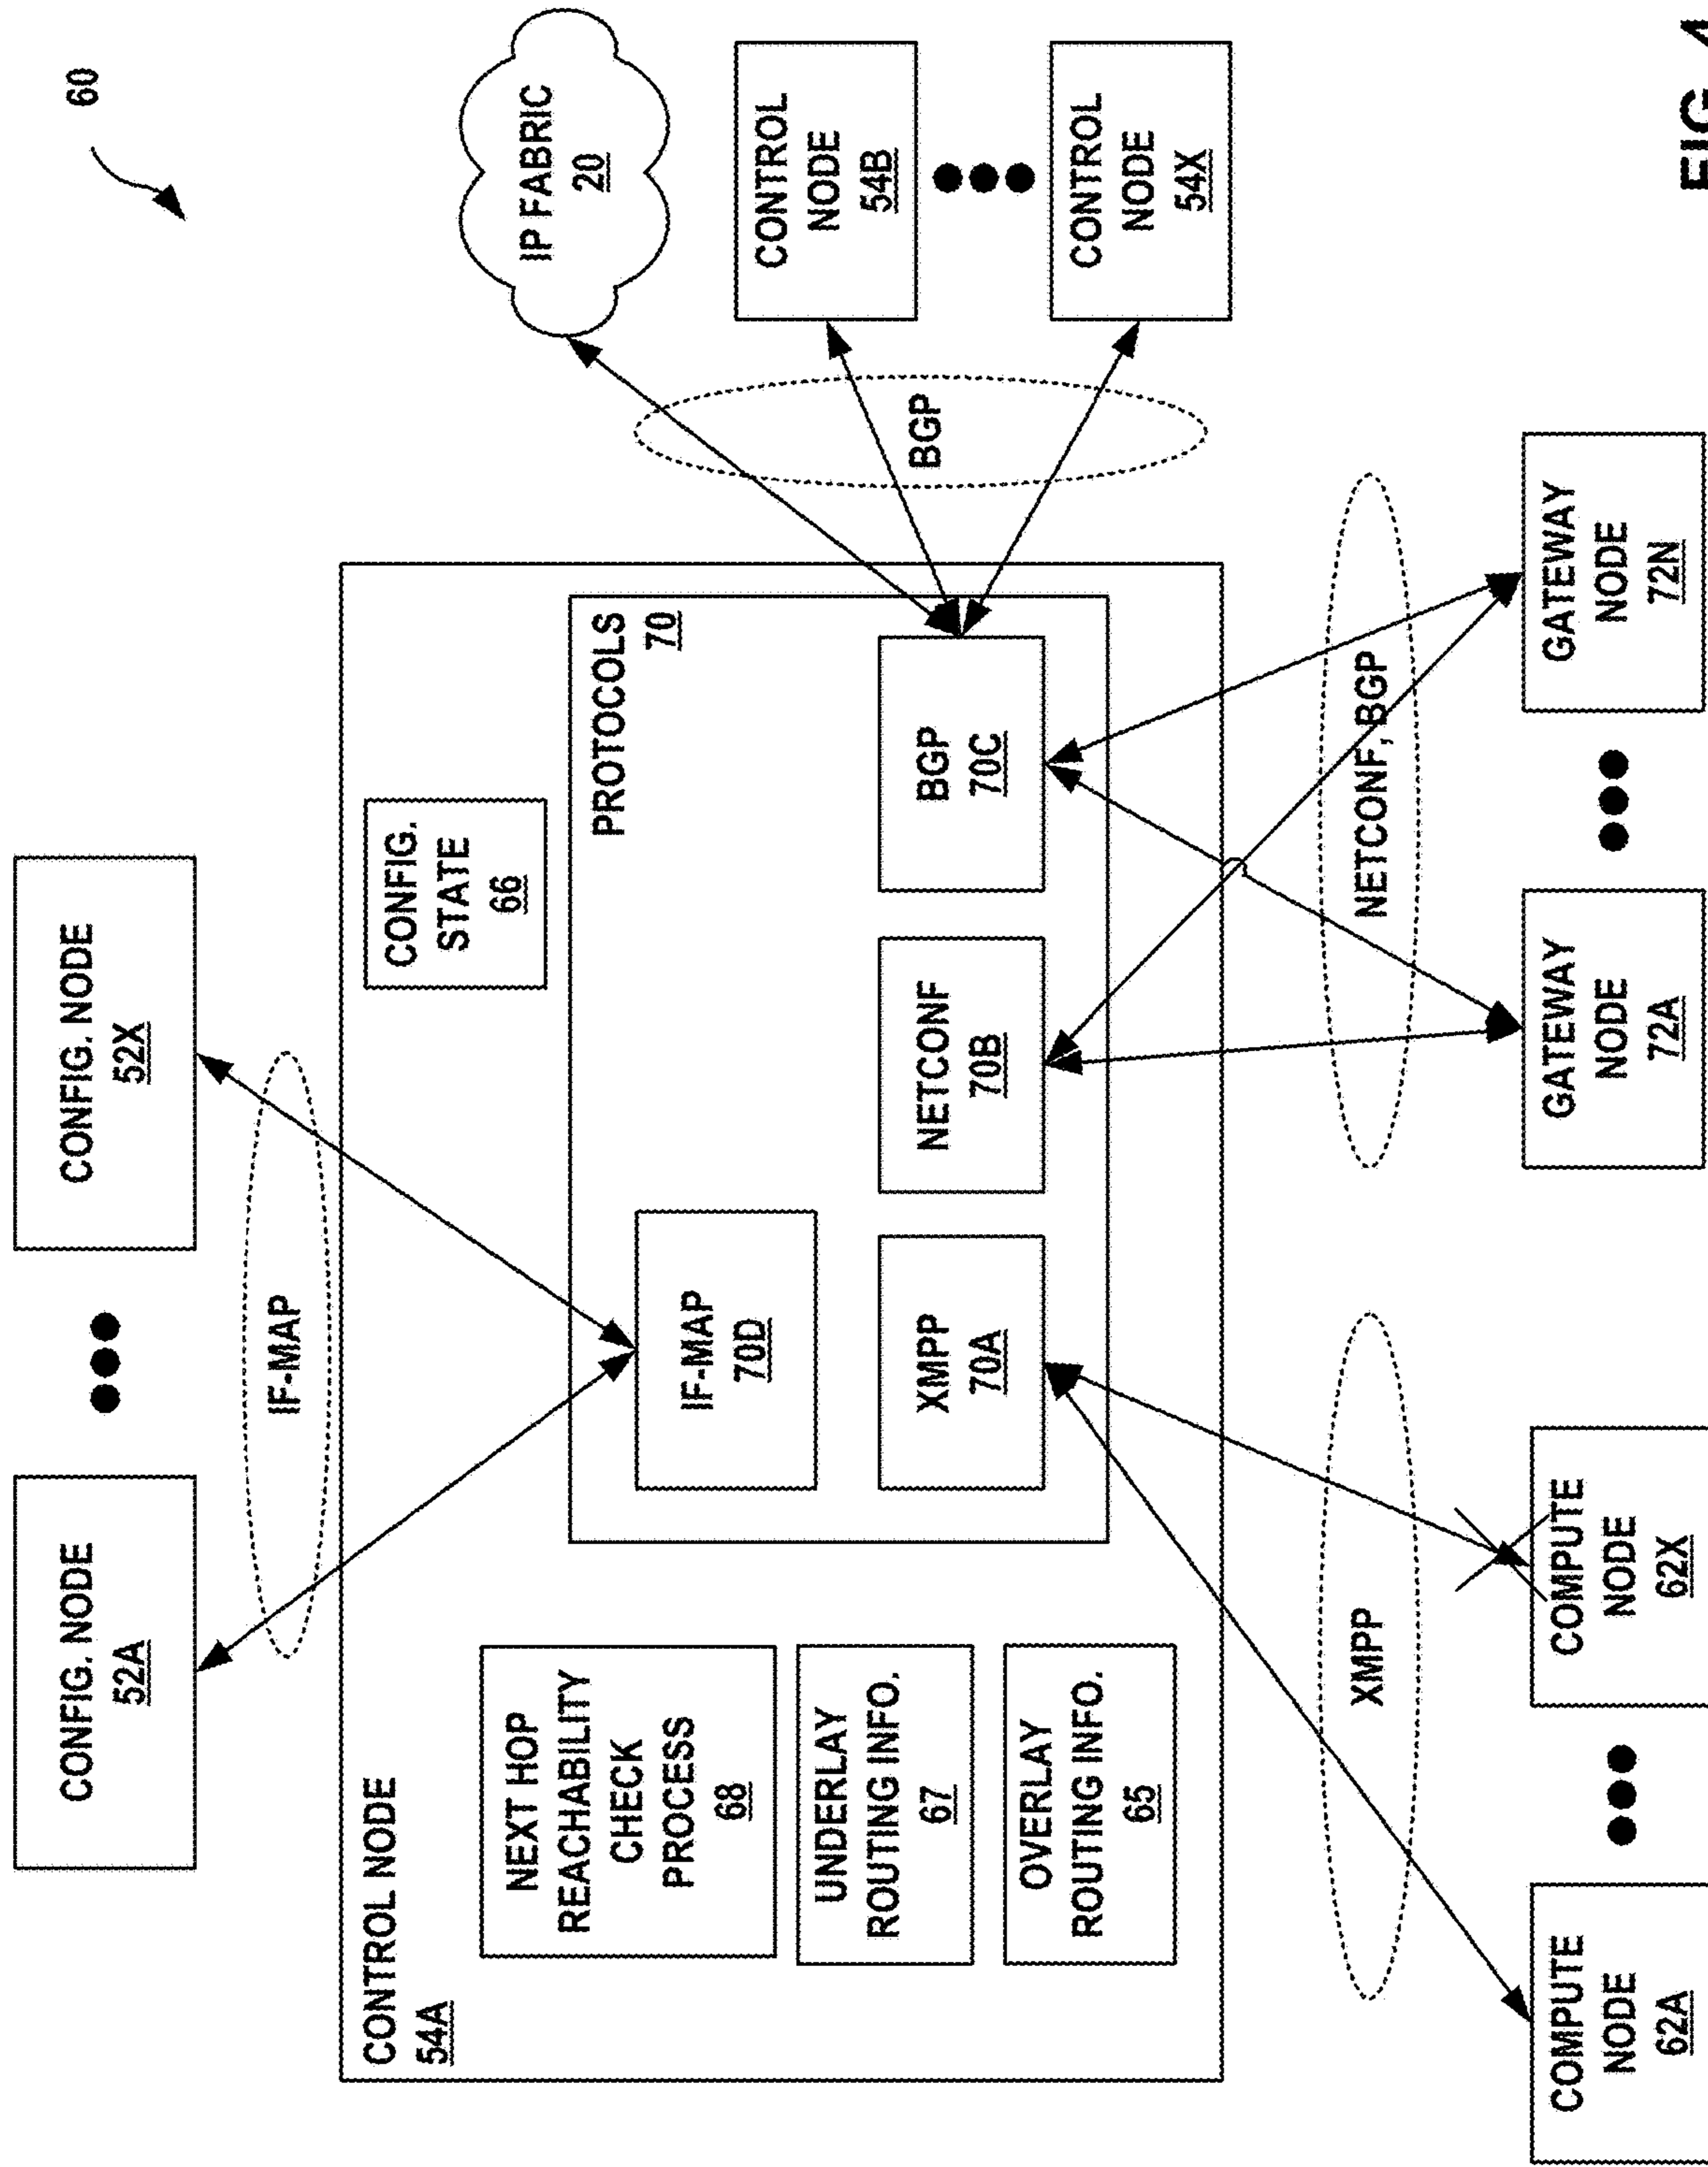 60
CONFIG. NODE
52A
CONFIG. NODE
52X
IF-MAP
CONTROL NODE
54A
CONFIG.
STATE
66
NEXT HOP
REACHABILITY
CHECK
PROCESS
68
UNDERLAY
ROUTING INFO.
67
OVERLAY
ROUTING INFO.
65
PROTOCOLS
70
IF-MAP
70D
XMPP
70A
NETCONF
70B
BGP
70C
IP FABRIC
20
CONTROL
NODE
54B
CONTROL
NODE
54X
BGP
XMPP
NETCONF, BGP
COMPUTE
NODE
62A
COMPUTE
NODE
62X
GATEWAY
NODE
72A
GATEWAY
NODE
72N
FIG. 4